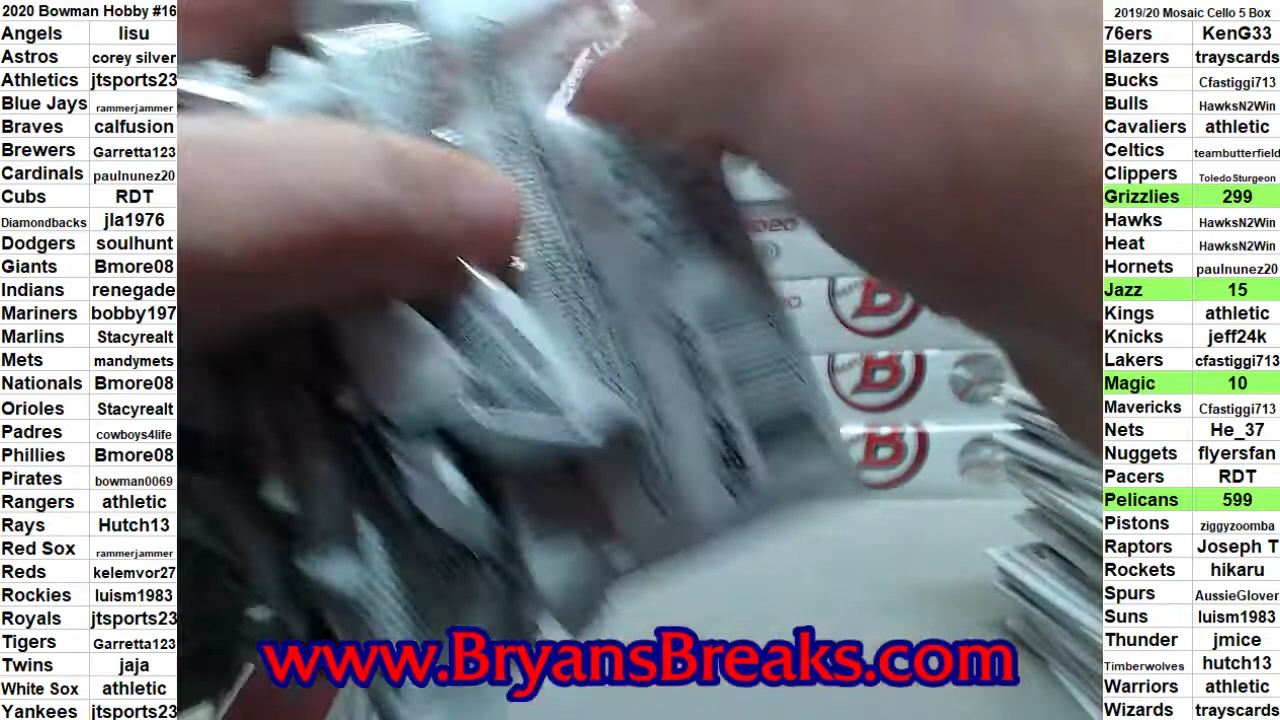 2020 Bowman Hobby #16
Angels lisu
Astros corey silver
Athletics jtsports23
Blue Jays rammerjammer
Braves calfusion
Brewers Garretta123
Cardinals paulnunez20
Cubs RDT
Diamondbacks jla1976
Dodgers soulhunt
Giants Bmore08
Indians renegade
Mariners bobby197
Marlins Stacyrealt
Mets mandymets
Nationals Bmore08
Orioles Stacyrealt
Padres cowboys4life
Phillies Bmore08
Pirates bowman0069
Rangers athletic
Rays Hutch13
Red Sox rammerjammer
Reds kelemvor27
Rockies luism1983
Royals jtsports23
Tigers Garretta123
Twins jaja
White Sox athletic
Yankees jtsports23
B
B
B
www.BryansBreaks.com
2019/20 Mosaic Cello 5 Box
76ers KenG33
Blazers trayscards
Bucks Cfastiggi713
Bulls HawksN2Win
Cavaliers athletic
Celtics teambutterfield
Clippers ToledoSturgeon
Grizzlies 299
Hawks HawksN2Win
Heat HawksN2Win
Hornets paulnunez20
Jazz 15
Kings athletic
Knicks jeff24k
Lakers cfastiggi713
Magic 10
Mavericks Cfastiggi713
Nets He_37
Nuggets flyersfan
Pacers RDT
Pelicans 599
Pistons ziggyzoomba
Raptors Joseph T
Rockets hikaru
Spurs AussieGlover
Suns luism1983
Thunder jmice
Timberwolves hutch13
Warriors athletic
Wizards trayscards